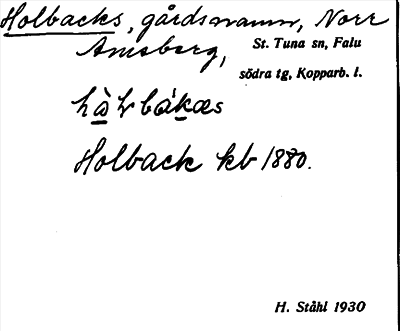 Holbacks, gårdsnamn, Norr
Amsberg, St. Tuna sn, Falu
södra tg, Kopparb. l.
Holback kb 1880.
H. Ståhl 1930